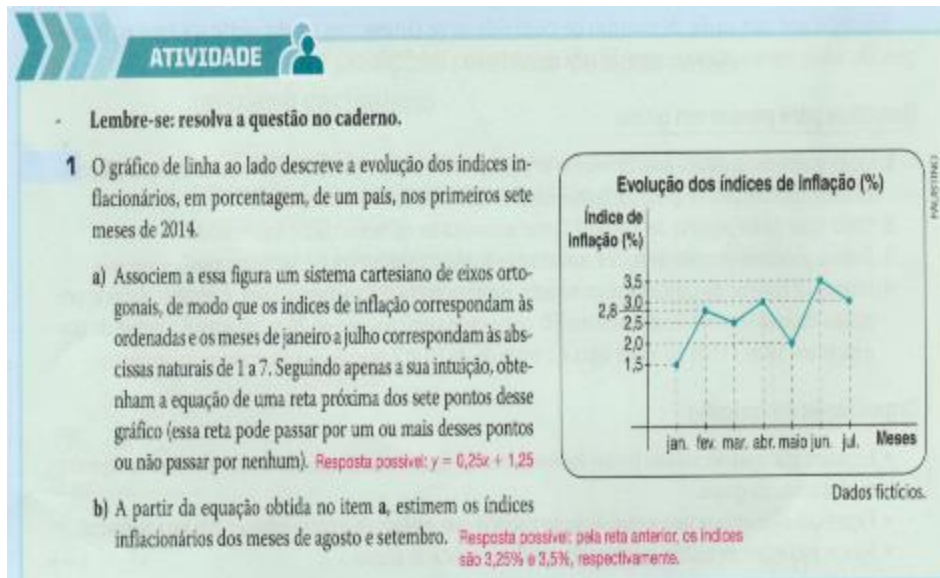 ATIVIDADE
Lembre-se: resolva a questão no caderno.
1 O gráfico de linha ao lado descreve a evolução dos índices in-
flacionários, em porcentagem, de um país, nos primeiros sete
meses de 2014.
a) Associem a essa figura um sistema cartesiano de eixos orto-
gonais, de modo que os índices de inflação correspondam às
ordenadas e os meses de janeiro a julho correspondam às abs-
cissas naturais de 1 a 7. Seguindo apenas a sua intuição, obte-
nham a equação de uma reta próxima dos sete pontos desse
gráfico (essa reta pode passar por um ou mais desses pontos
ou não passar por nenhum). Resposta possível: y = 0,25x + 1,25
b) A partir da equação obtida no item a, estimem os índices
inflacionários dos meses de agosto e setembro. Resposta possível: pela reta anterior, os índices
são 3,25% e 3,5%, respectivamente.
Evolução dos índices de inflação (%)
Índice de
inflação (%)
3,5
3,0
2,8
2,5
2,0
1,5
jan. fev. mar. abr. maio jun. jul. Meses
Dados fictícios.